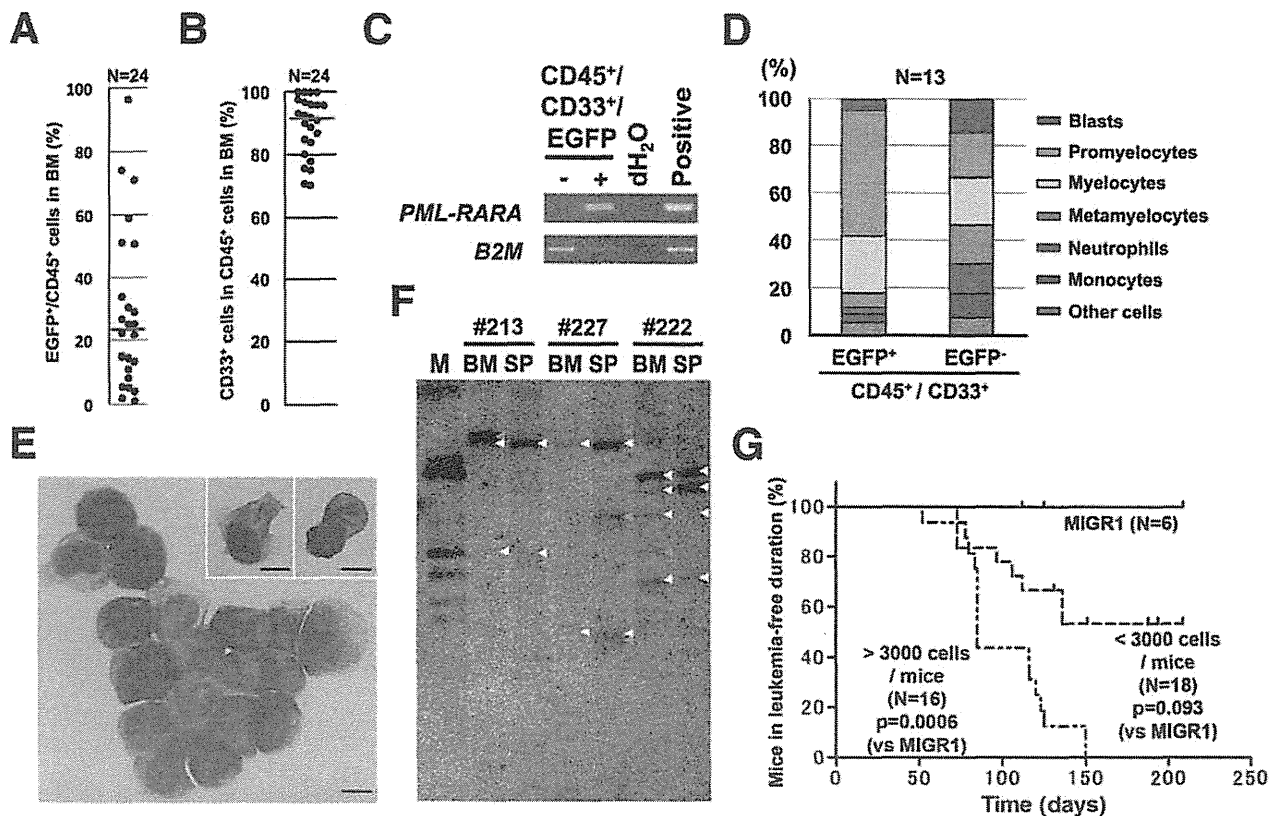 A
N=24
EGFP⁺/CD45⁺ cells in BM (%)
100
80
60
40
20
0
B
N=24
CD33⁺ cells in CD45⁺ cells in BM (%)
100
80
60
40
20
0
C
CD45⁺/
CD33⁺/
EGFP
- +
dH₂O
Positive
PML-RARA
B2M
D
(%)
N=13
100
80
60
40
20
0
EGFP⁺ EGFP⁻
CD45⁺ / CD33⁺
Blasts
Promyelocytes
Myelocytes
Metamyelocytes
Neutrophils
Monocytes
Other cells
E
F
#213 #227 #222
M BM SP BM SP BM SP
G
Mice in leukemia-free duration (%)
100
80
60
40
20
0
MIGR1 (N=6)
> 3000 cells
/ mice
(N=16)
p=0.0006
(vs MIGR1)
< 3000 cells
/ mice
(N=18)
p=0.093
(vs MIGR1)
0 50 100 150 200 250
Time (days)